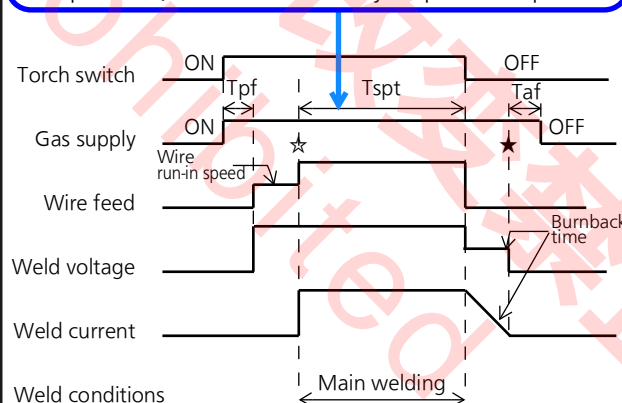 ON
OFF
Torch switch
Tpf
Tspt
Taf
Gas supply
ON
OFF
Wire
run-in speed
Wire feed
Burnback
time
Weld voltage
Weld current
Main welding
Weld conditions